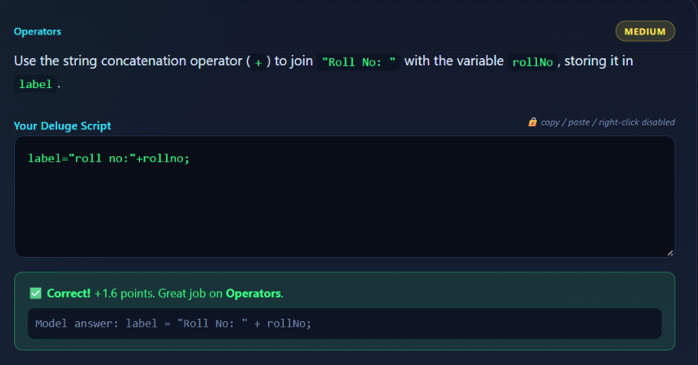 Operators
MEDIUM
Use the string concatenation operator ( + ) to join "Roll No: " with the variable rollNo , storing it in
label .
Your Deluge Script
🔒 copy / paste / right-click disabled
label="roll no:"+rollno;
✅ Correct! +1.6 points. Great job on Operators.
Model answer: label = "Roll No: " + rollNo;